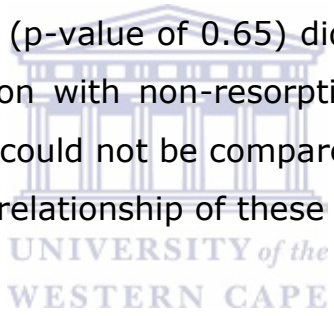 (p-value of 0.65) did
on with non-resorpti
could not be compare
relationship of these
UNIVERSITY of the
WESTERN CAPE